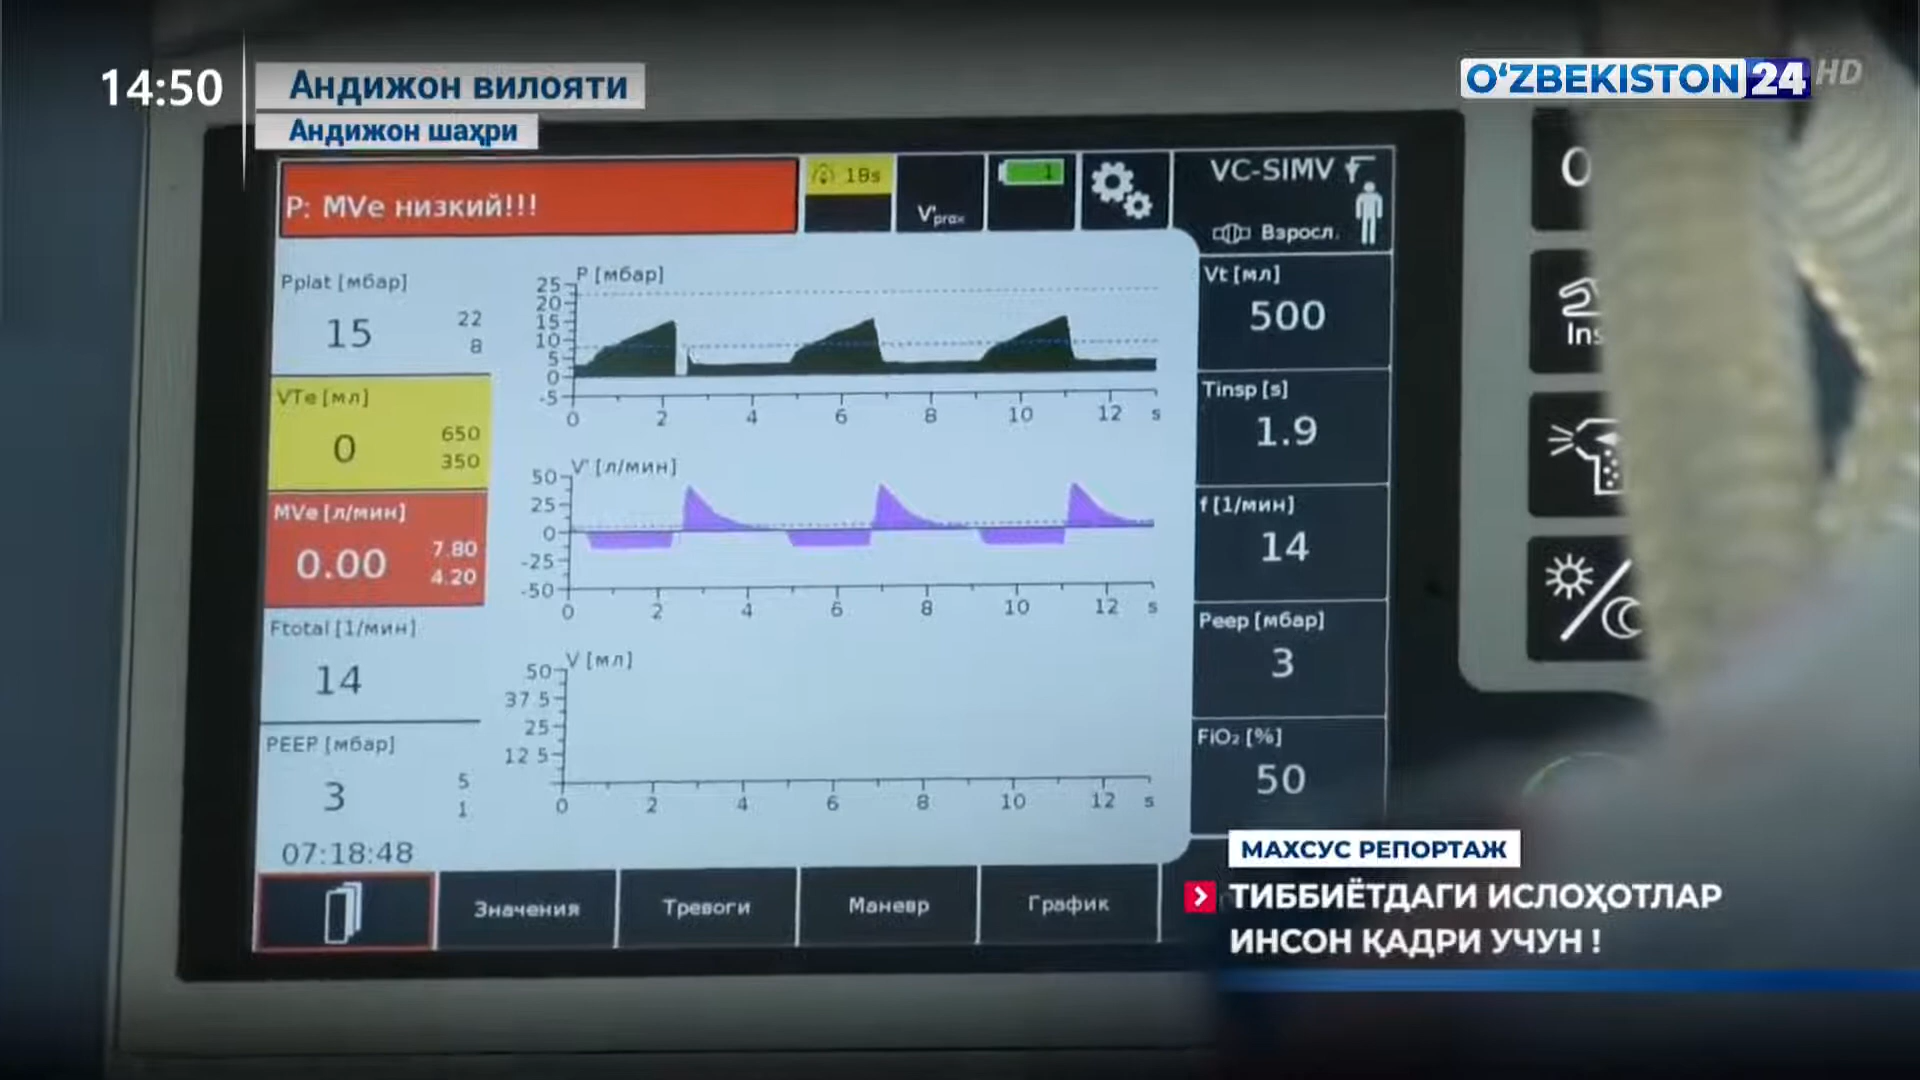 14:50
Андижон вилояти
Андижон шаҳри
O‘ZBEKISTON 24 HD
P: MVe низкий!!!
18s
V'prox
1
VC-SIMV
Взросл.
Pplat [мбар]
15
22
8
VTe [мл]
0
650
350
MVe [л/мин]
0.00
7.80
4.20
Ftotal [1/мин]
14
PEEP [мбар]
3
5
1
07:18:48
P [мбар]
25
20
15
10
5
0
-5
0 2 4 6 8 10 12 s
V' [л/мин]
50
25
0
-25
-50
0 2 4 6 8 10 12 s
V [мл]
50
37 5
25
12 5
0 2 4 6 8 10 12 s
Vt [мл]
500
Tinsp [s]
1.9
f [1/мин]
14
Peep [мбар]
3
FiO₂ [%]
50
Значения
Тревоги
Маневр
График
МАХСУС РЕПОРТАЖ
ТИББИЁТДАГИ ИСЛОҲОТЛАР
ИНСОН ҚАДРИ УЧУН !